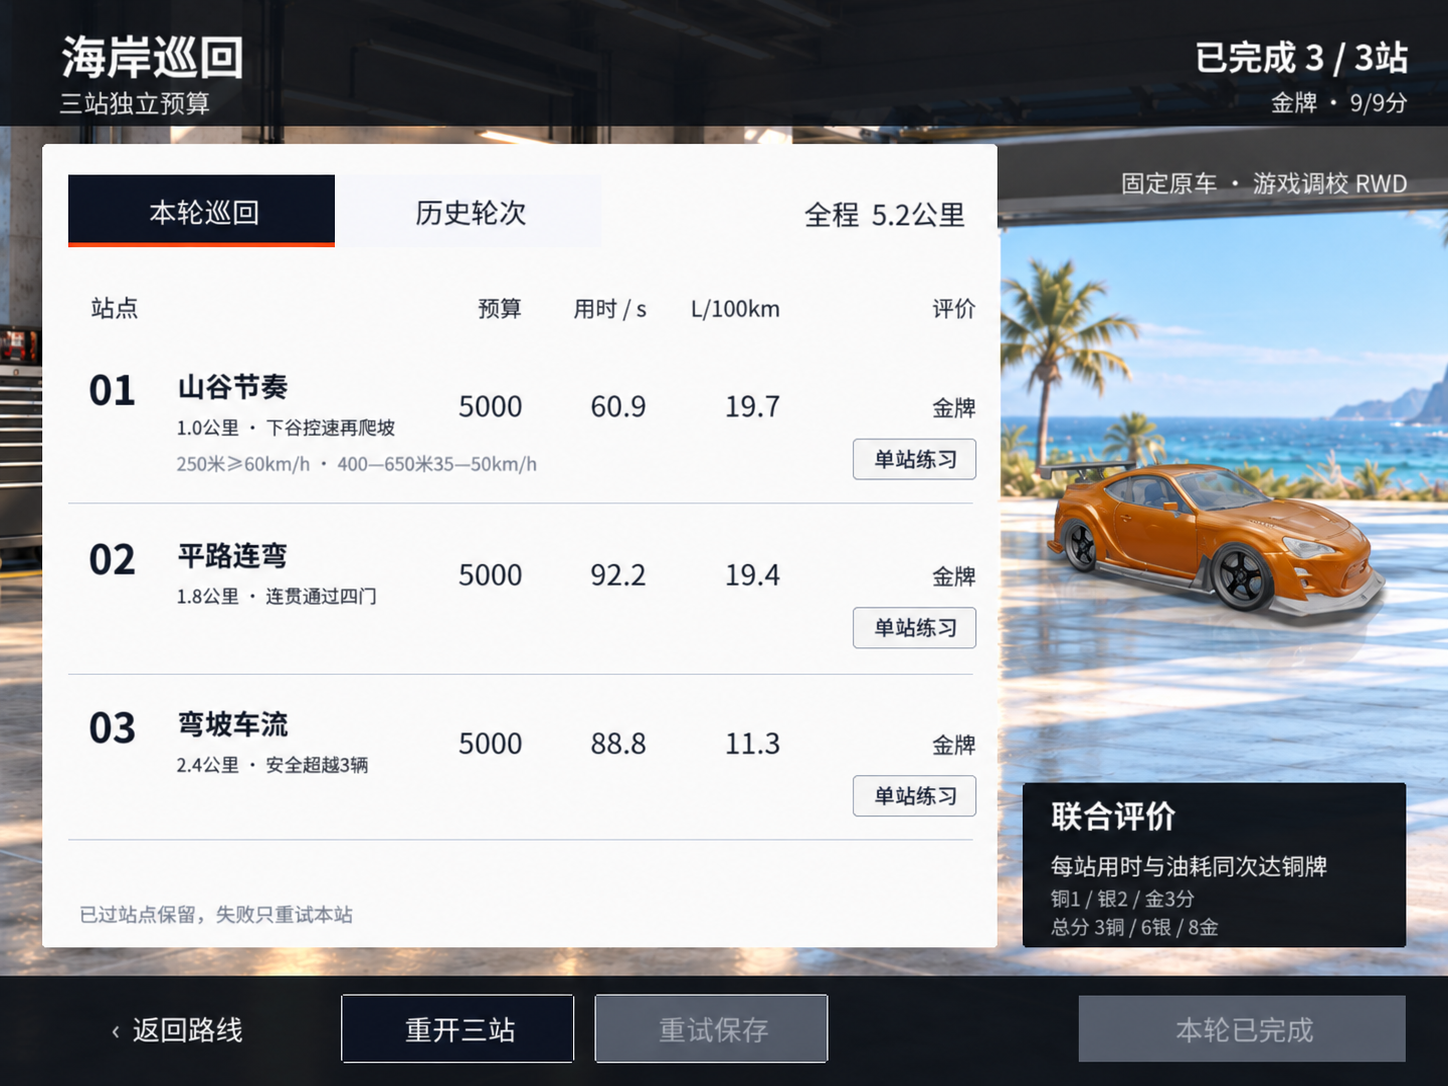 海岸巡回
三站独立预算
已完成 3 / 3站
金牌 · 9/9分
固定原车 · 游戏调校 RWD
本轮巡回
历史轮次
全程 5.2公里
站点 预算 用时 / s L/100km 评价
01 山谷节奏 5000 60.9 19.7 金牌
1.0公里 · 下谷控速再爬坡
250米≥60km/h · 400—650米35—50km/h
单站练习
02 平路连弯 5000 92.2 19.4 金牌
1.8公里 · 连贯通过四门
单站练习
03 弯坡车流 5000 88.8 11.3 金牌
2.4公里 · 安全超越3辆
单站练习
已过站点保留，失败只重试本站
联合评价
每站用时与油耗同次达铜牌
铜1 / 银2 / 金3分
总分 3铜 / 6银 / 8金
‹ 返回路线
重开三站
重试保存
本轮已完成